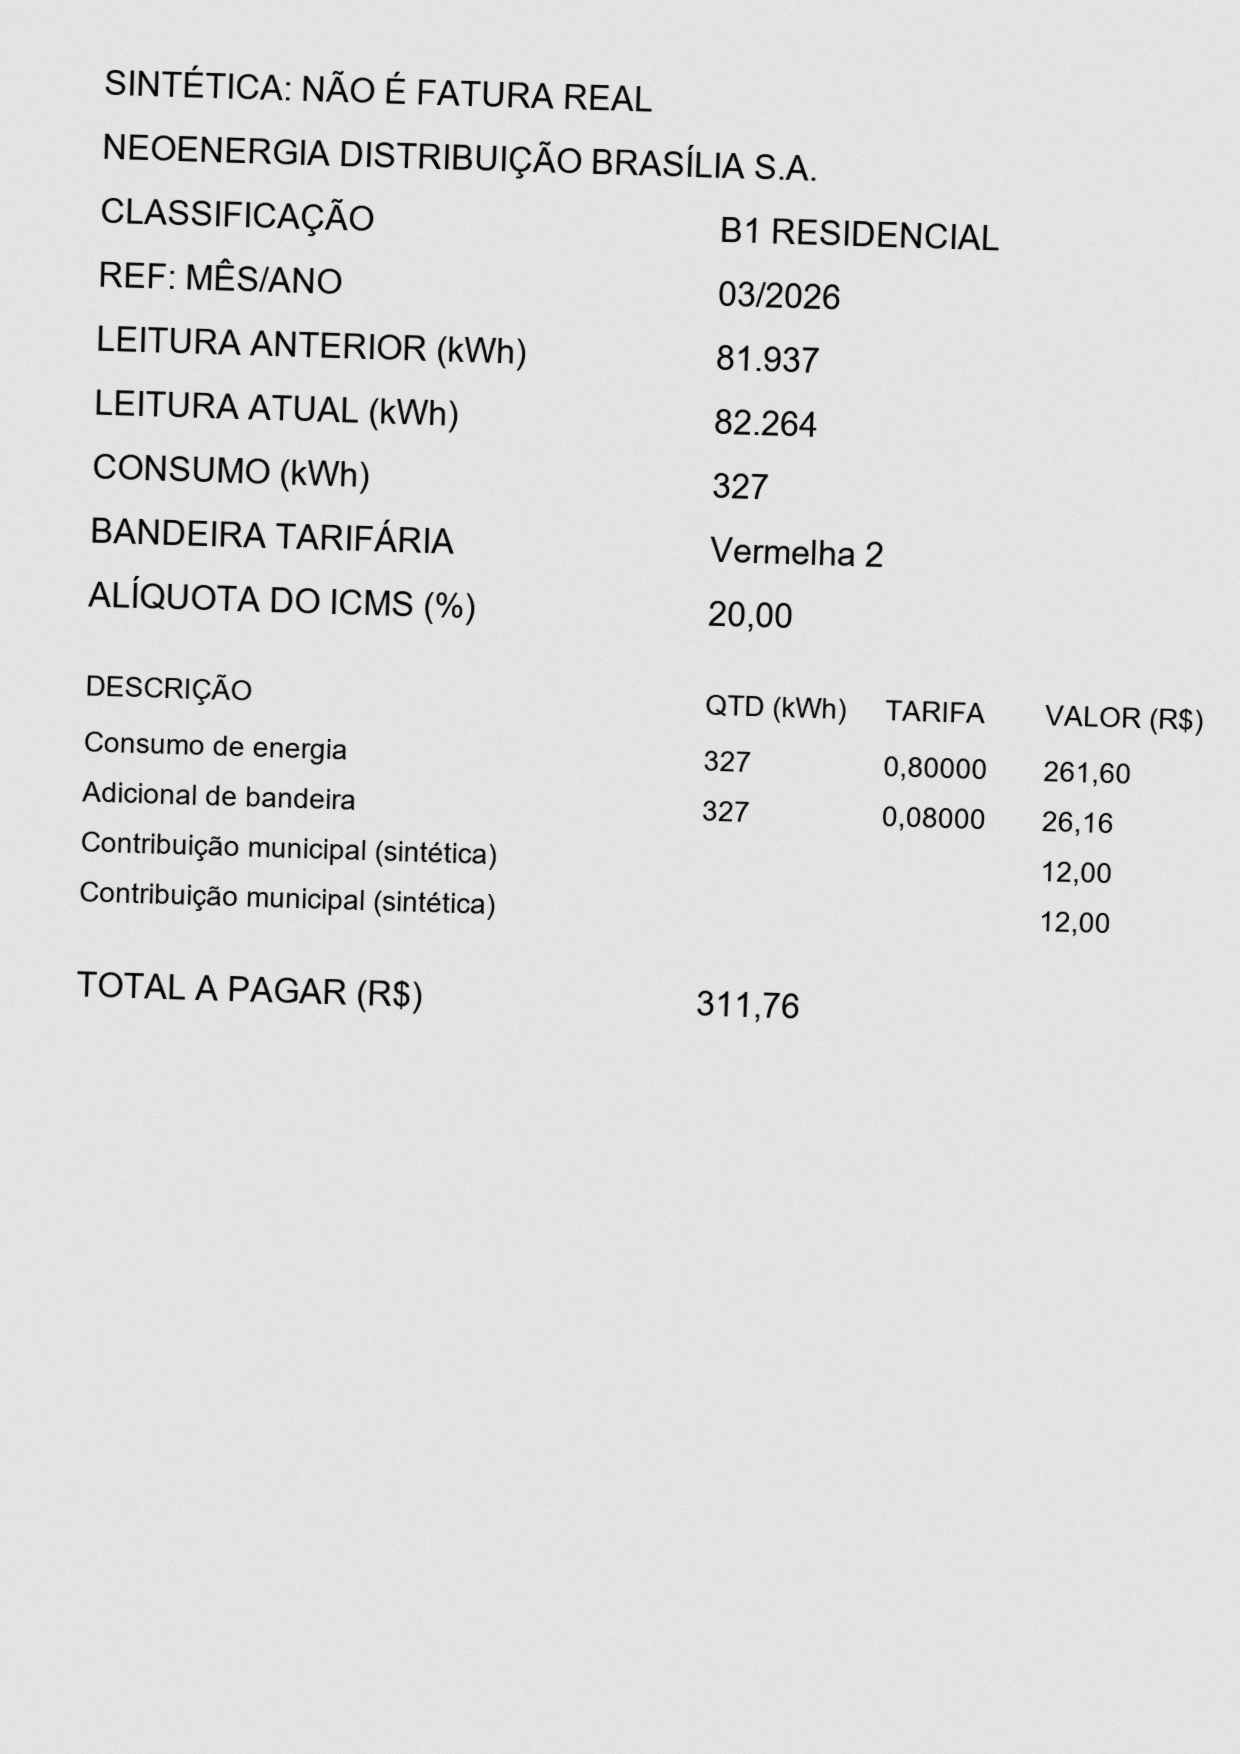 SINTÉTICA: NÃO É FATURA REAL
NEOENERGIA DISTRIBUIÇÃO BRASÍLIA S.A.
CLASSIFICAÇÃO B1 RESIDENCIAL
REF: MÊS/ANO 03/2026
LEITURA ANTERIOR (kWh) 81.937
LEITURA ATUAL (kWh) 82.264
CONSUMO (kWh) 327
BANDEIRA TARIFÁRIA Vermelha 2
ALÍQUOTA DO ICMS (%) 20,00
DESCRIÇÃO QTD (kWh) TARIFA VALOR (R$)
Consumo de energia 327 0,80000 261,60
Adicional de bandeira 327 0,08000 26,16
Contribuição municipal (sintética) 12,00
Contribuição municipal (sintética) 12,00
TOTAL A PAGAR (R$) 311,76